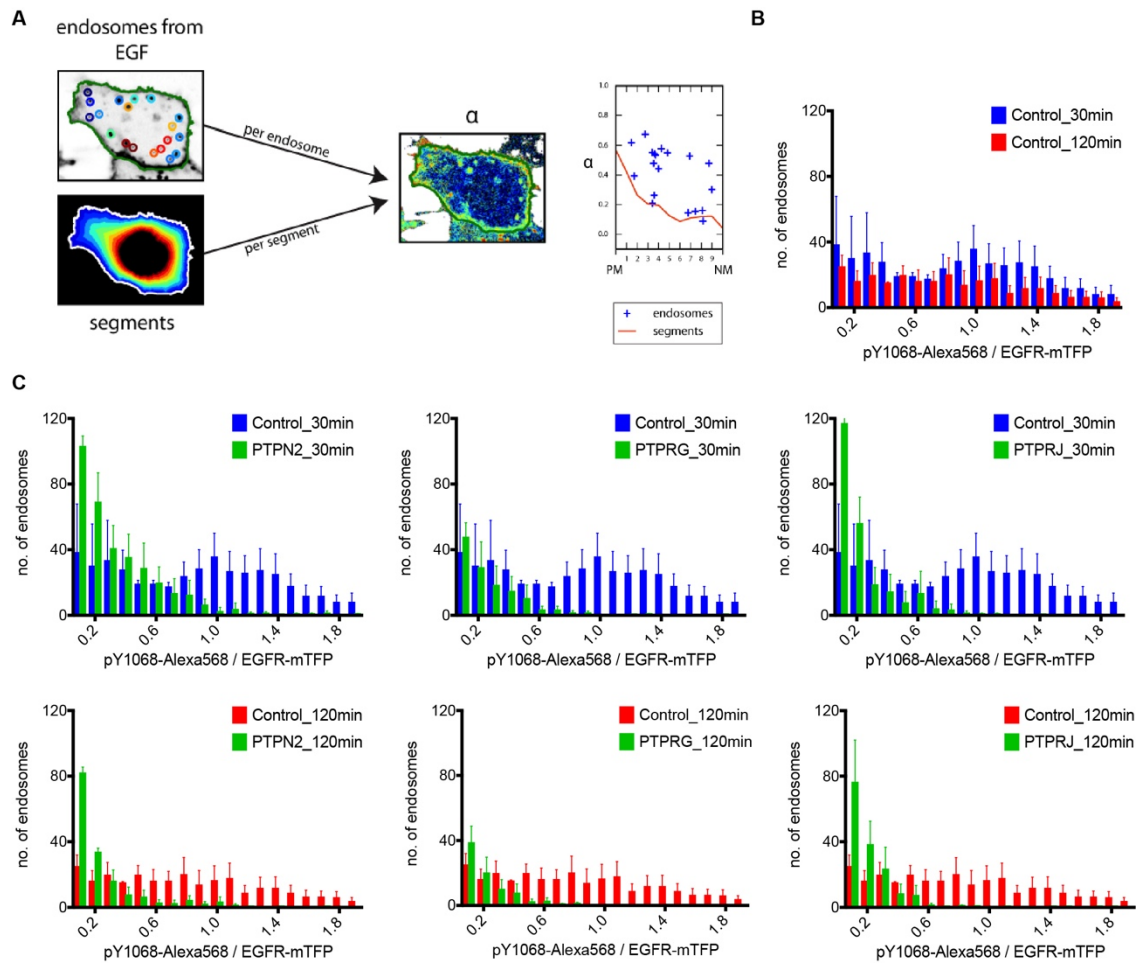 A
endosomes from
EGF
per endosome
per segment
segments
α
1.0
0.8
0.6
α
0.4
0.2
0.0
1 2 3 4 5 6 7 8 9
PM NM
endosomes
segments
B
120
80
40
0
no. of endosomes
Control_30min
Control_120min
0.2 0.6 1.0 1.4 1.8
pY1068-Alexa568 / EGFR-mTFP
C
120
80
40
0
no. of endosomes
Control_30min
PTPN2_30min
0.2 0.6 1.0 1.4 1.8
pY1068-Alexa568 / EGFR-mTFP
120
80
40
0
no. of endosomes
Control_30min
PTPRG_30min
0.2 0.6 1.0 1.4 1.8
pY1068-Alexa568 / EGFR-mTFP
120
80
40
0
no. of endosomes
Control_30min
PTPRJ_30min
0.2 0.6 1.0 1.4 1.8
pY1068-Alexa568 / EGFR-mTFP
120
80
40
0
no. of endosomes
Control_120min
PTPN2_120min
0.2 0.6 1.0 1.4 1.8
pY1068-Alexa568 / EGFR-mTFP
120
80
40
0
no. of endosomes
Control_120min
PTPRG_120min
0.2 0.6 1.0 1.4 1.8
pY1068-Alexa568 / EGFR-mTFP
120
80
40
0
no. of endosomes
Control_120min
PTPRJ_120min
0.2 0.6 1.0 1.4 1.8
pY1068-Alexa568 / EGFR-mTFP